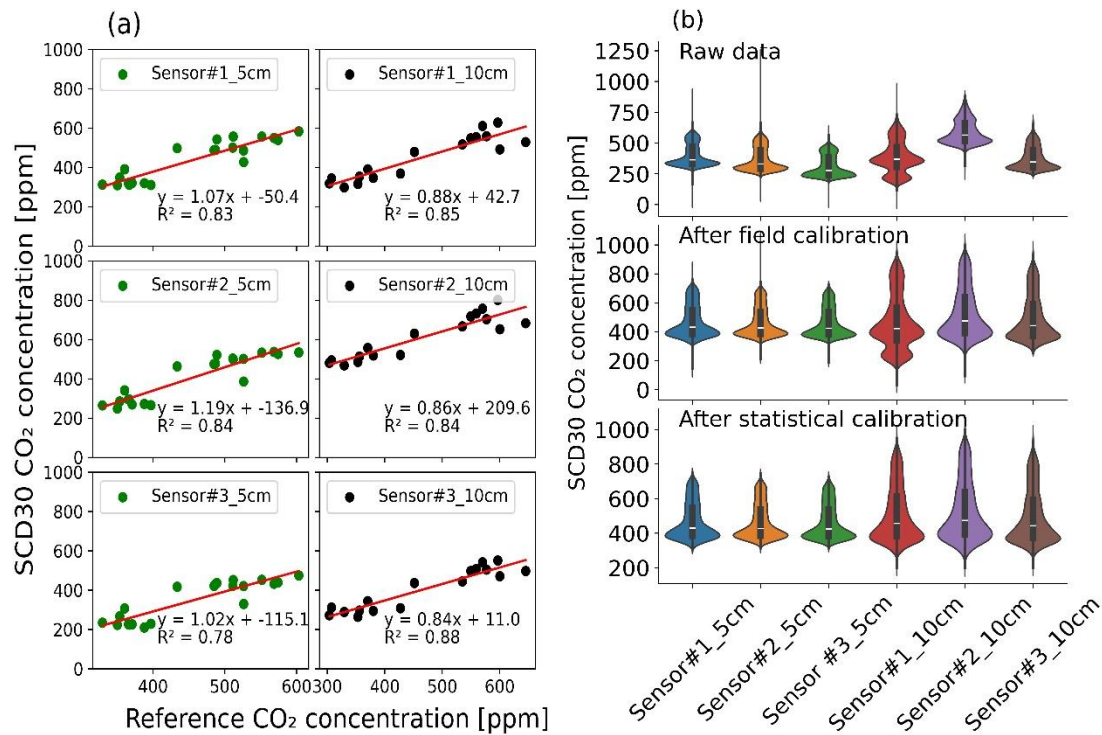 (a)
SCD30 CO₂ concentration [ppm]
1000
800
600
400
200
0
Sensor#1_5cm
y = 1.07x + -50.4
R² = 0.83
Sensor#1_10cm
y = 0.88x + 42.7
R² = 0.85
1000
800
600
400
200
0
Sensor#2_5cm
y = 1.19x + -136.9
R² = 0.84
Sensor#2_10cm
y = 0.86x + 209.6
R² = 0.84
1000
800
600
400
200
0
Sensor#3_5cm
y = 1.02x + -115.1
R² = 0.78
Sensor#3_10cm
y = 0.84x + 11.0
R² = 0.88
400 500 600 300 400 500 600
Reference CO₂ concentration [ppm]
(b)
SCD30 CO₂ concentration [ppm]
Raw data
1250
1000
750
500
250
0
After field calibration
1000
800
600
400
200
0
After statistical calibration
1000
800
600
400
200
Sensor#1_5cm
Sensor#2_5cm
Sensor #3_5cm
Sensor#1_10cm
Sensor#2_10cm
Sensor#3_10cm